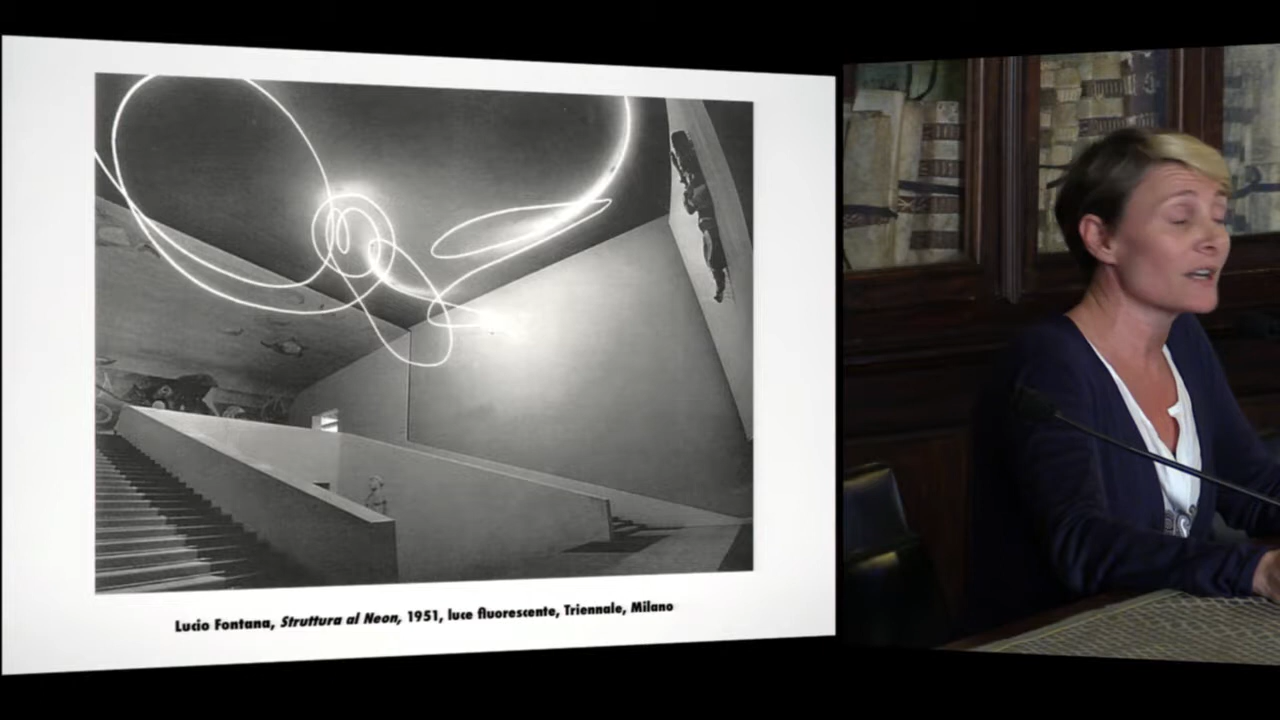 Lucio Fontana, Struttura al Neon, 1951, luce fluorescente, Triennale, Milano